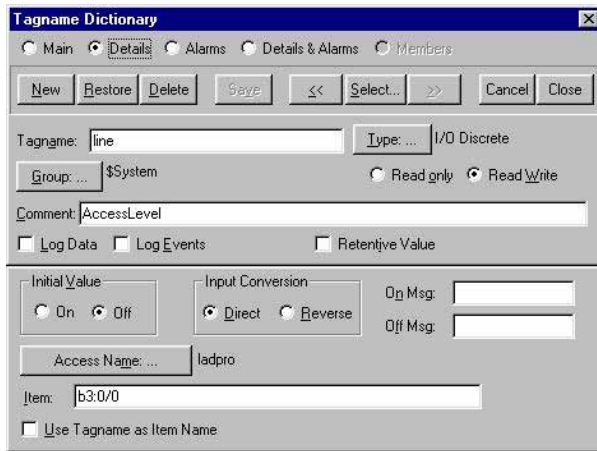 Tagname Dictionary
Main Details Alarms Details & Alarms Members
New Restore Delete Save << Select... >> Cancel Close
Tagname: line Type: ... I/O Discrete
Group: ... $System Read only Read Write
Comment: AccessLevel
Log Data Log Events Retentive Value
Initial Value Input Conversion On Msg:
On Off Direct Reverse Off Msg:
Access Name: ... ladpro
Item: b3:0/0
Use Tagname as Item Name